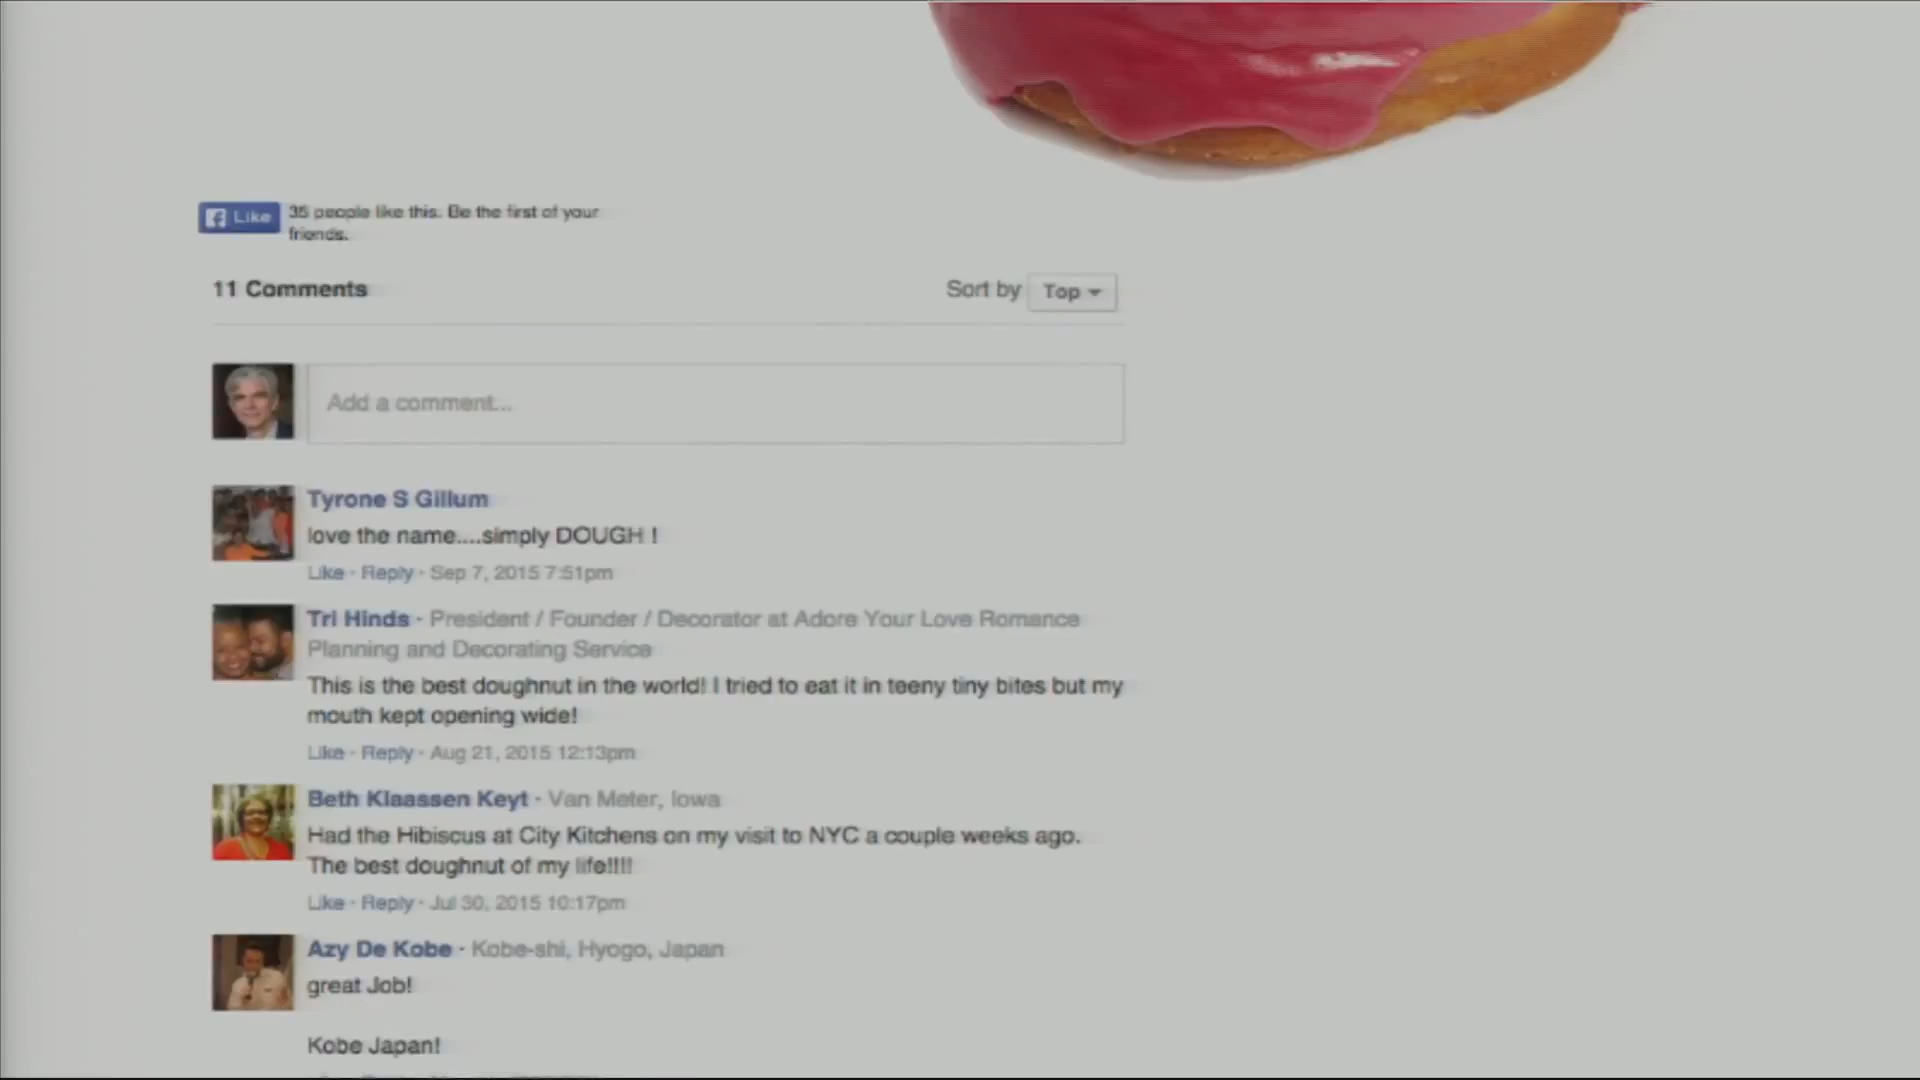 Like
35 people like this. Be the first of your
friends.
11 Comments
Sort by Top
Add a comment...
Tyrone S Gillum
love the name....simply DOUGH !
Like · Reply · Sep 7, 2015 7:51pm
Tri Hinds · President / Founder / Decorator at Adore Your Love Romance
Planning and Decorating Service
This is the best doughnut in the world! I tried to eat it in teeny tiny bites but my
mouth kept opening wide!
Like · Reply · Aug 21, 2015 12:13pm
Beth Klaassen Keyt · Van Meter, Iowa
Had the Hibiscus at City Kitchens on my visit to NYC a couple weeks ago.
The best doughnut of my life!!!!
Like · Reply · Jul 30, 2015 10:17pm
Azy De Kobe · Kobe-shi, Hyogo, Japan
great Job!
Kobe Japan!